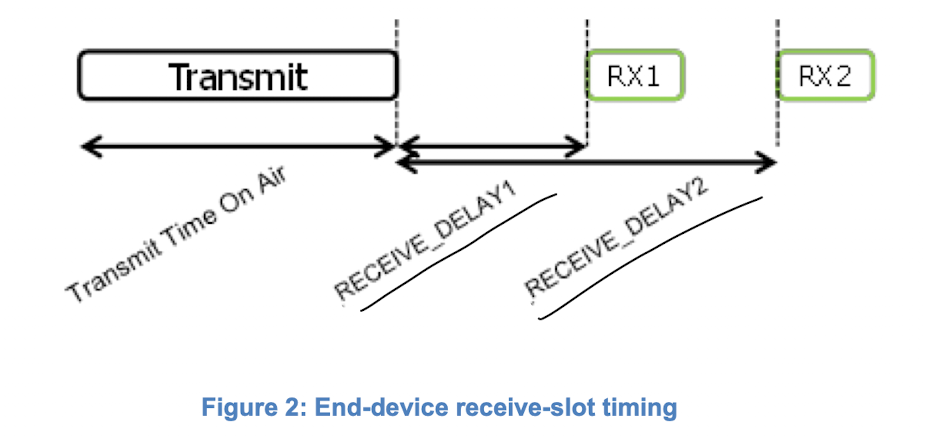 Transmit
RX1
RX2
Transmit Time On Air
RECEIVE_DELAY1
RECEIVE_DELAY2
Figure 2: End-device receive-slot timing